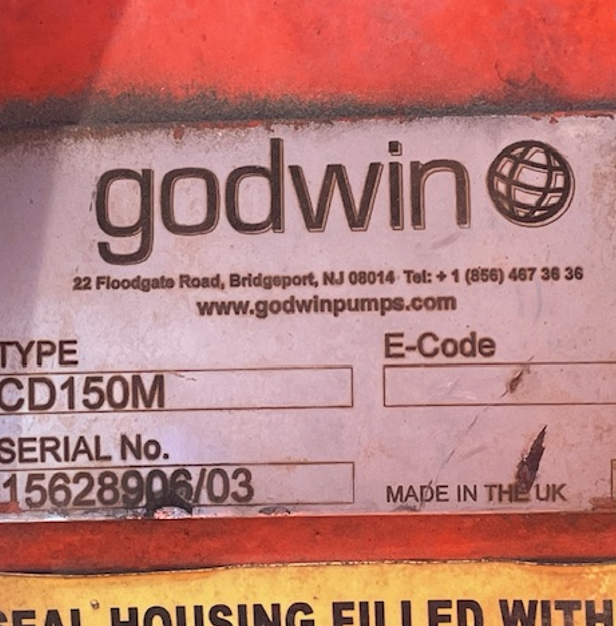 godwin
22 Floodgate Road, Bridgeport, NJ 08014 Tel: + 1 (856) 467 36 36
www.godwinpumps.com
TYPE
E-Code
CD150M
SERIAL No.
15628906/03
MADE IN THE UK
SEAL HOUSING FILLED WITH